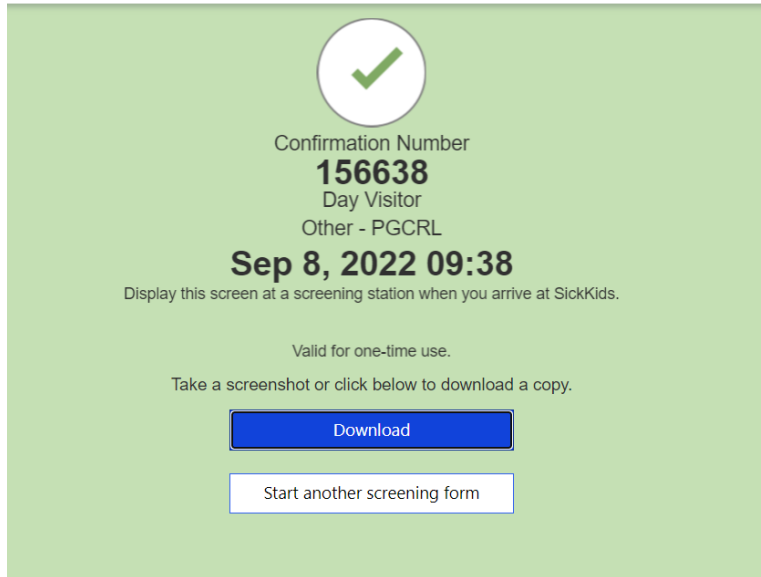 Confirmation Number
156638
Day Visitor
Other - PGCRL
Sep 8, 2022 09:38
Display this screen at a screening station when you arrive at SickKids.
Valid for one-time use.
Take a screenshot or click below to download a copy.
Download
Start another screening form